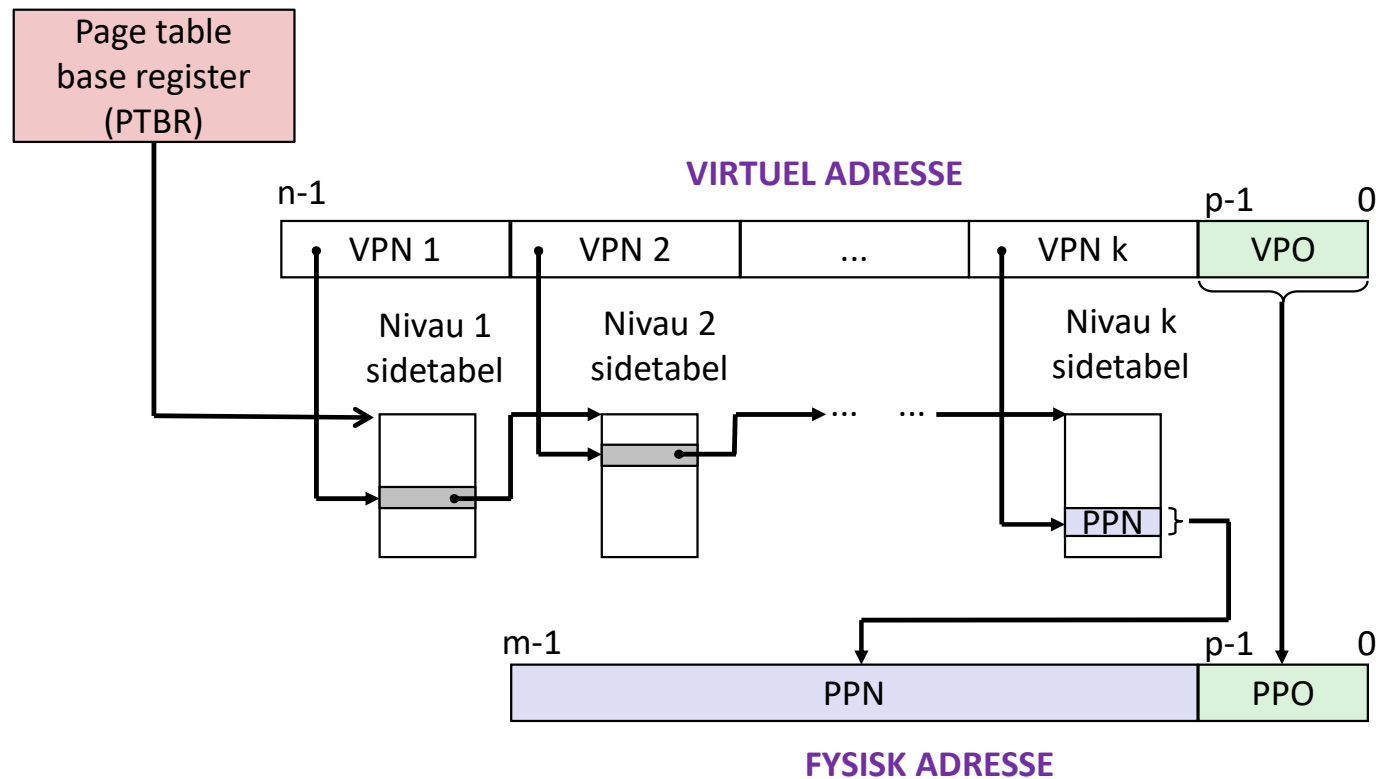 Page table
base register
(PTBR)
VIRTUEL ADRESSE
n-1
p-1
0
VPN 1
VPN 2
...
VPN k
VPO
Nivau 1
sidetabel
Nivau 2
sidetabel
Nivau k
sidetabel
... ...
PPN
m-1
p-1
0
PPN
PPO
FYSISK ADRESSE